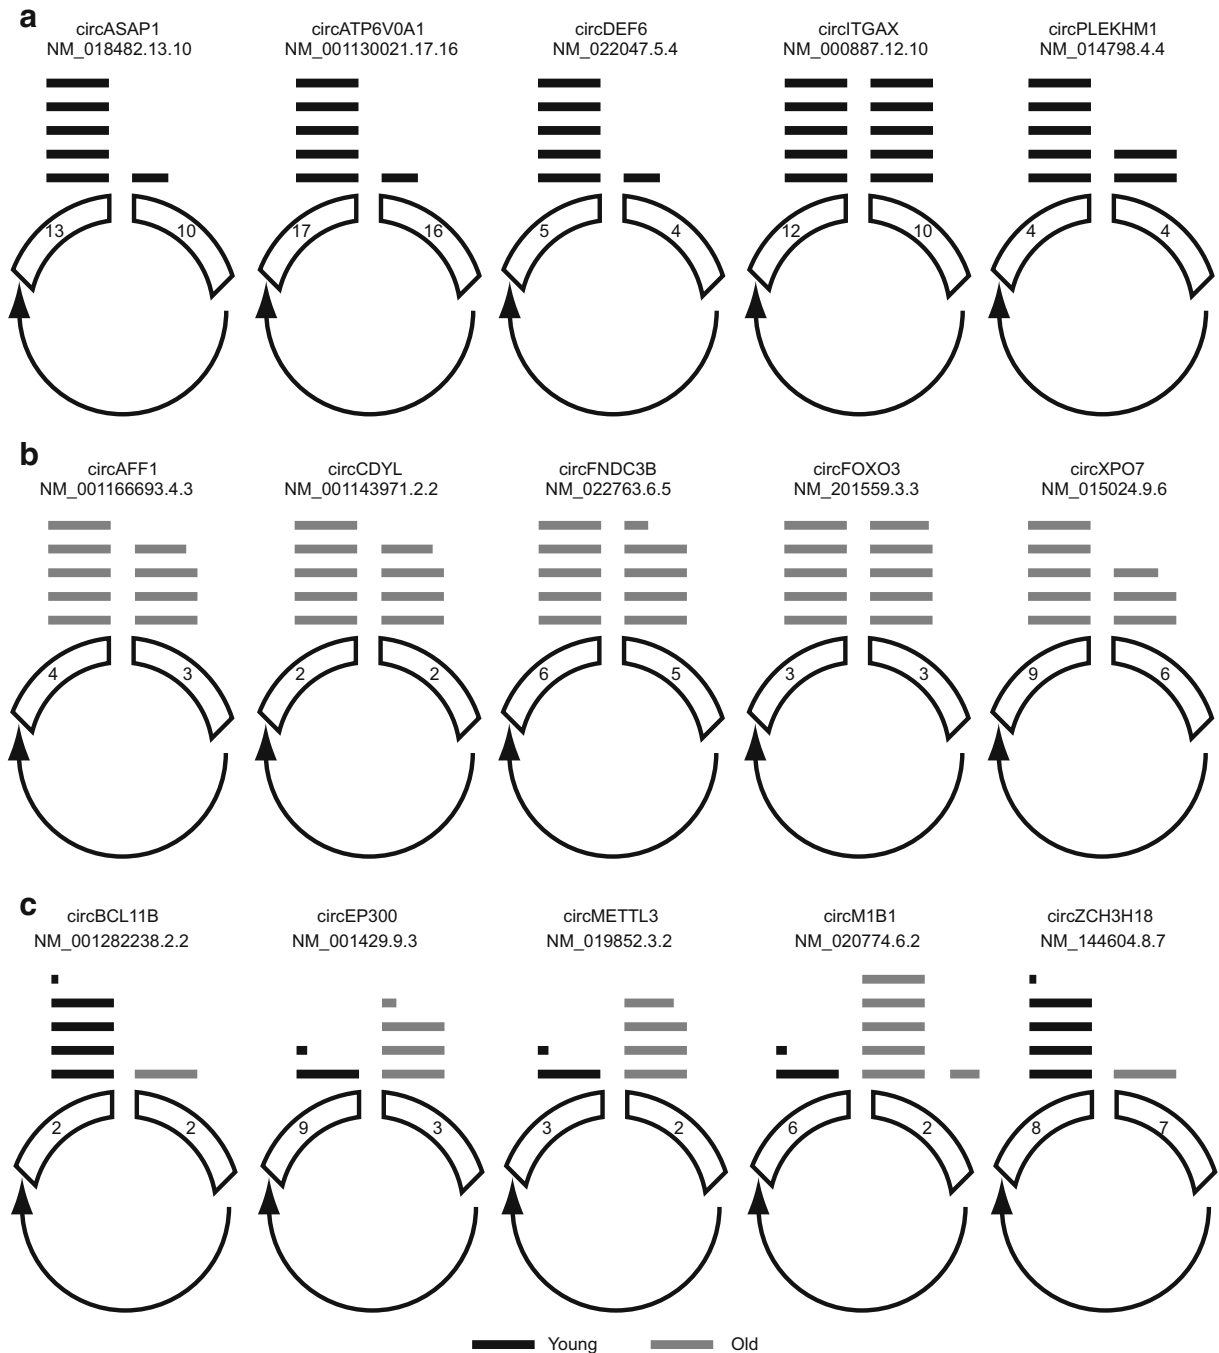 a
circASAP1 circATP6V0A1 circDEF6 circITGAX circPLEKHM1
NM_018482.13.10 NM_001130021.17.16 NM_022047.5.4 NM_000887.12.10 NM_014798.4.4
13 10 17 16 5 4 12 10 4 4
b
circAFF1 circCDYL circFNDC3B circFOXO3 circXPO7
NM_001166693.4.3 NM_001143971.2.2 NM_022763.6.5 NM_201559.3.3 NM_015024.9.6
4 3 2 2 6 5 3 3 9 6
c
circBCL11B circEP300 circMETTL3 circM1B1 circZCH3H18
NM_001282238.2.2 NM_001429.9.3 NM_019852.3.2 NM_020774.6.2 NM_144604.8.7
2 2 9 3 3 2 6 2 8 7
Young Old